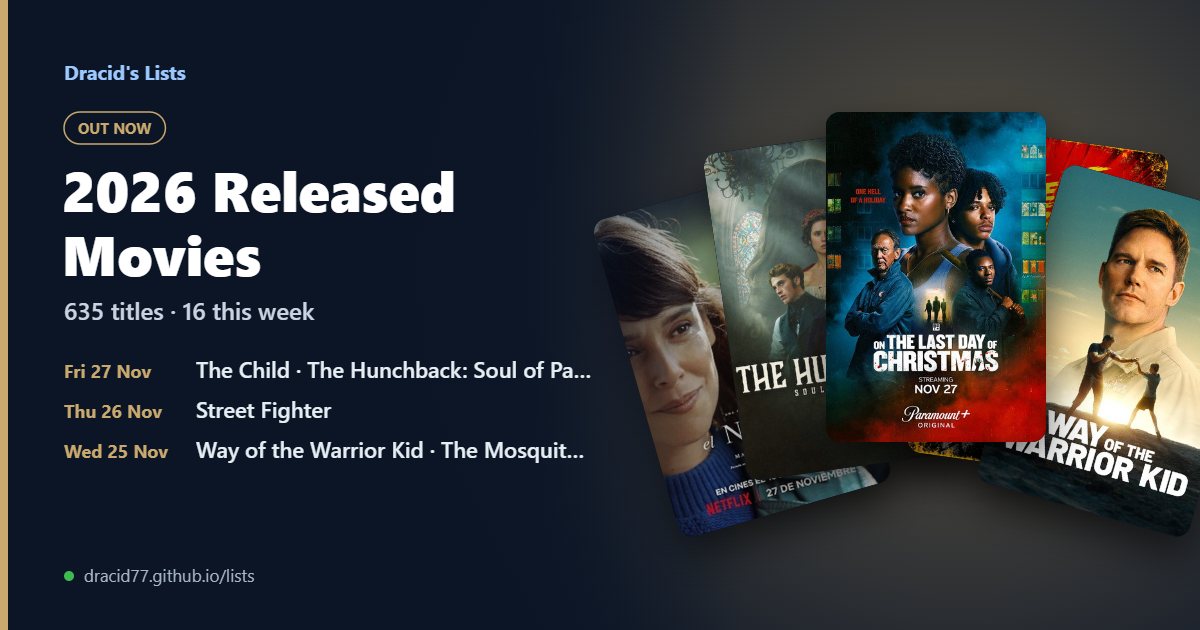 Dracid's Lists
OUT NOW
2026 Released
Movies
635 titles · 16 this week
Fri 27 Nov The Child · The Hunchback: Soul of Pa...
Thu 26 Nov Street Fighter
Wed 25 Nov Way of the Warrior Kid · The Mosquit...
dracid77.github.io/lists
el N
EN CINES EL
27 DE NOVIEMBRE
NETFLIX
THE HU
SOUL
ONE HELL
OF A HOLIDAY
ON THE LAST DAY OF
CHRISTMAS
STREAMING
NOV 27
Paramount+
ORIGINAL
WAY OF THE
WARRIOR KID